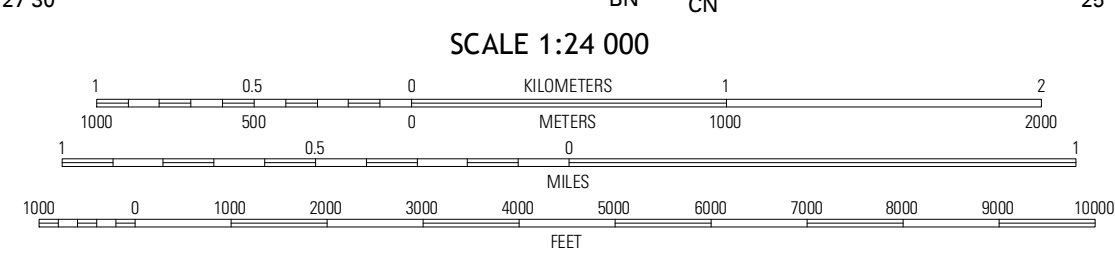 27'30" BN CN 25'
SCALE 1:24 000
1 0.5 0 KILOMETERS 1 2
1000 500 0 METERS 1000 2000
1 0.5 0 1
MILES
1000 0 1000 2000 3000 4000 5000 6000 7000 8000 9000 10000
FEET